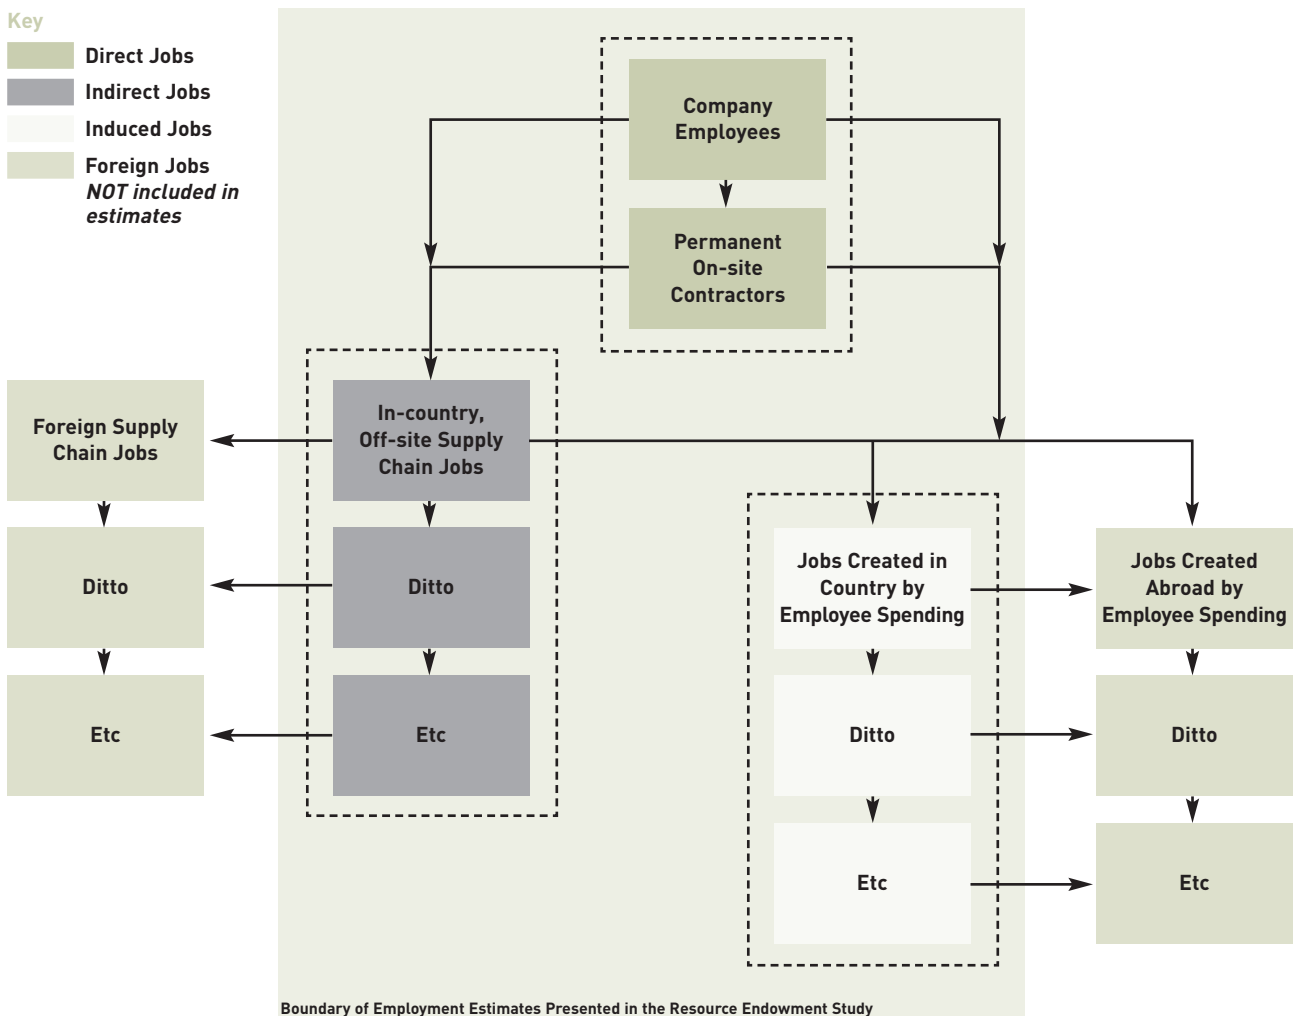 Key
Direct Jobs
Indirect Jobs
Induced Jobs
Foreign Jobs
NOT included in
estimates
Company
Employees
Permanent
On-site
Contractors
Foreign Supply
Chain Jobs
In-country,
Off-site Supply
Chain Jobs
Ditto
Ditto
Etc
Etc
Jobs Created in
Country by
Employee Spending
Jobs Created
Abroad by
Employee Spending
Ditto
Ditto
Etc
Etc
Boundary of Employment Estimates Presented in the Resource Endowment Study